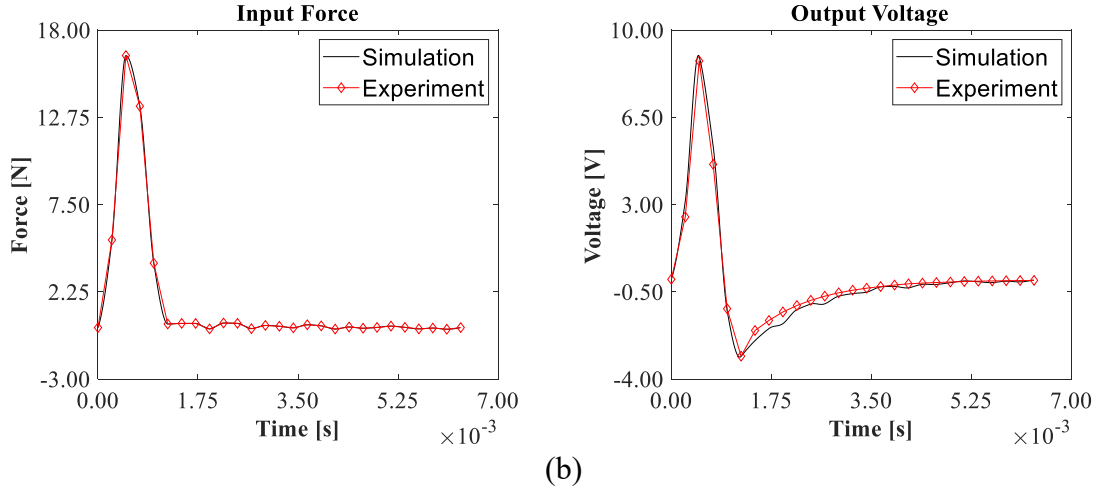 Input Force
18.00
12.75
7.50
2.25
-3.00
Force [N]
Simulation
Experiment
0.00 1.75 3.50 5.25 7.00
Time [s]
×10-3
Output Voltage
10.00
6.50
3.00
-0.50
-4.00
Voltage [V]
Simulation
Experiment
0.00 1.75 3.50 5.25 7.00
Time [s]
×10-3
(b)